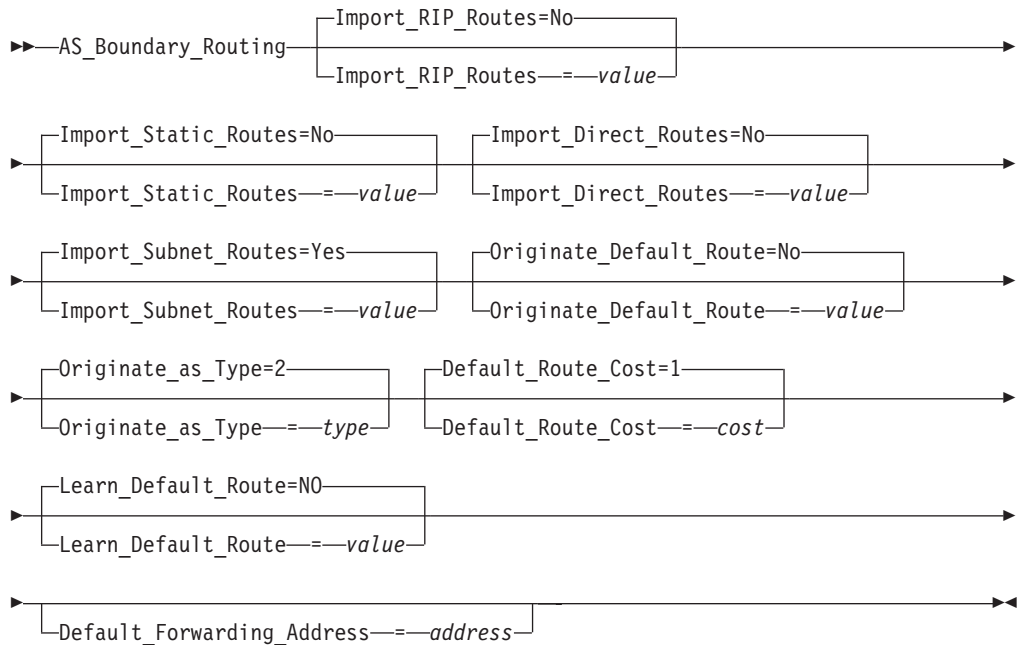 Import_RIP_Routes=No
AS_Boundary_Routing
Import_RIP_Routes = value
Import_Static_Routes=No Import_Direct_Routes=No
Import_Static_Routes = value Import_Direct_Routes = value
Import_Subnet_Routes=Yes Originate_Default_Route=No
Import_Subnet_Routes = value Originate_Default_Route = value
Originate_as_Type=2 Default_Route_Cost=1
Originate_as_Type = type Default_Route_Cost = cost
Learn_Default_Route=NO
Learn_Default_Route = value
Default_Forwarding_Address = address